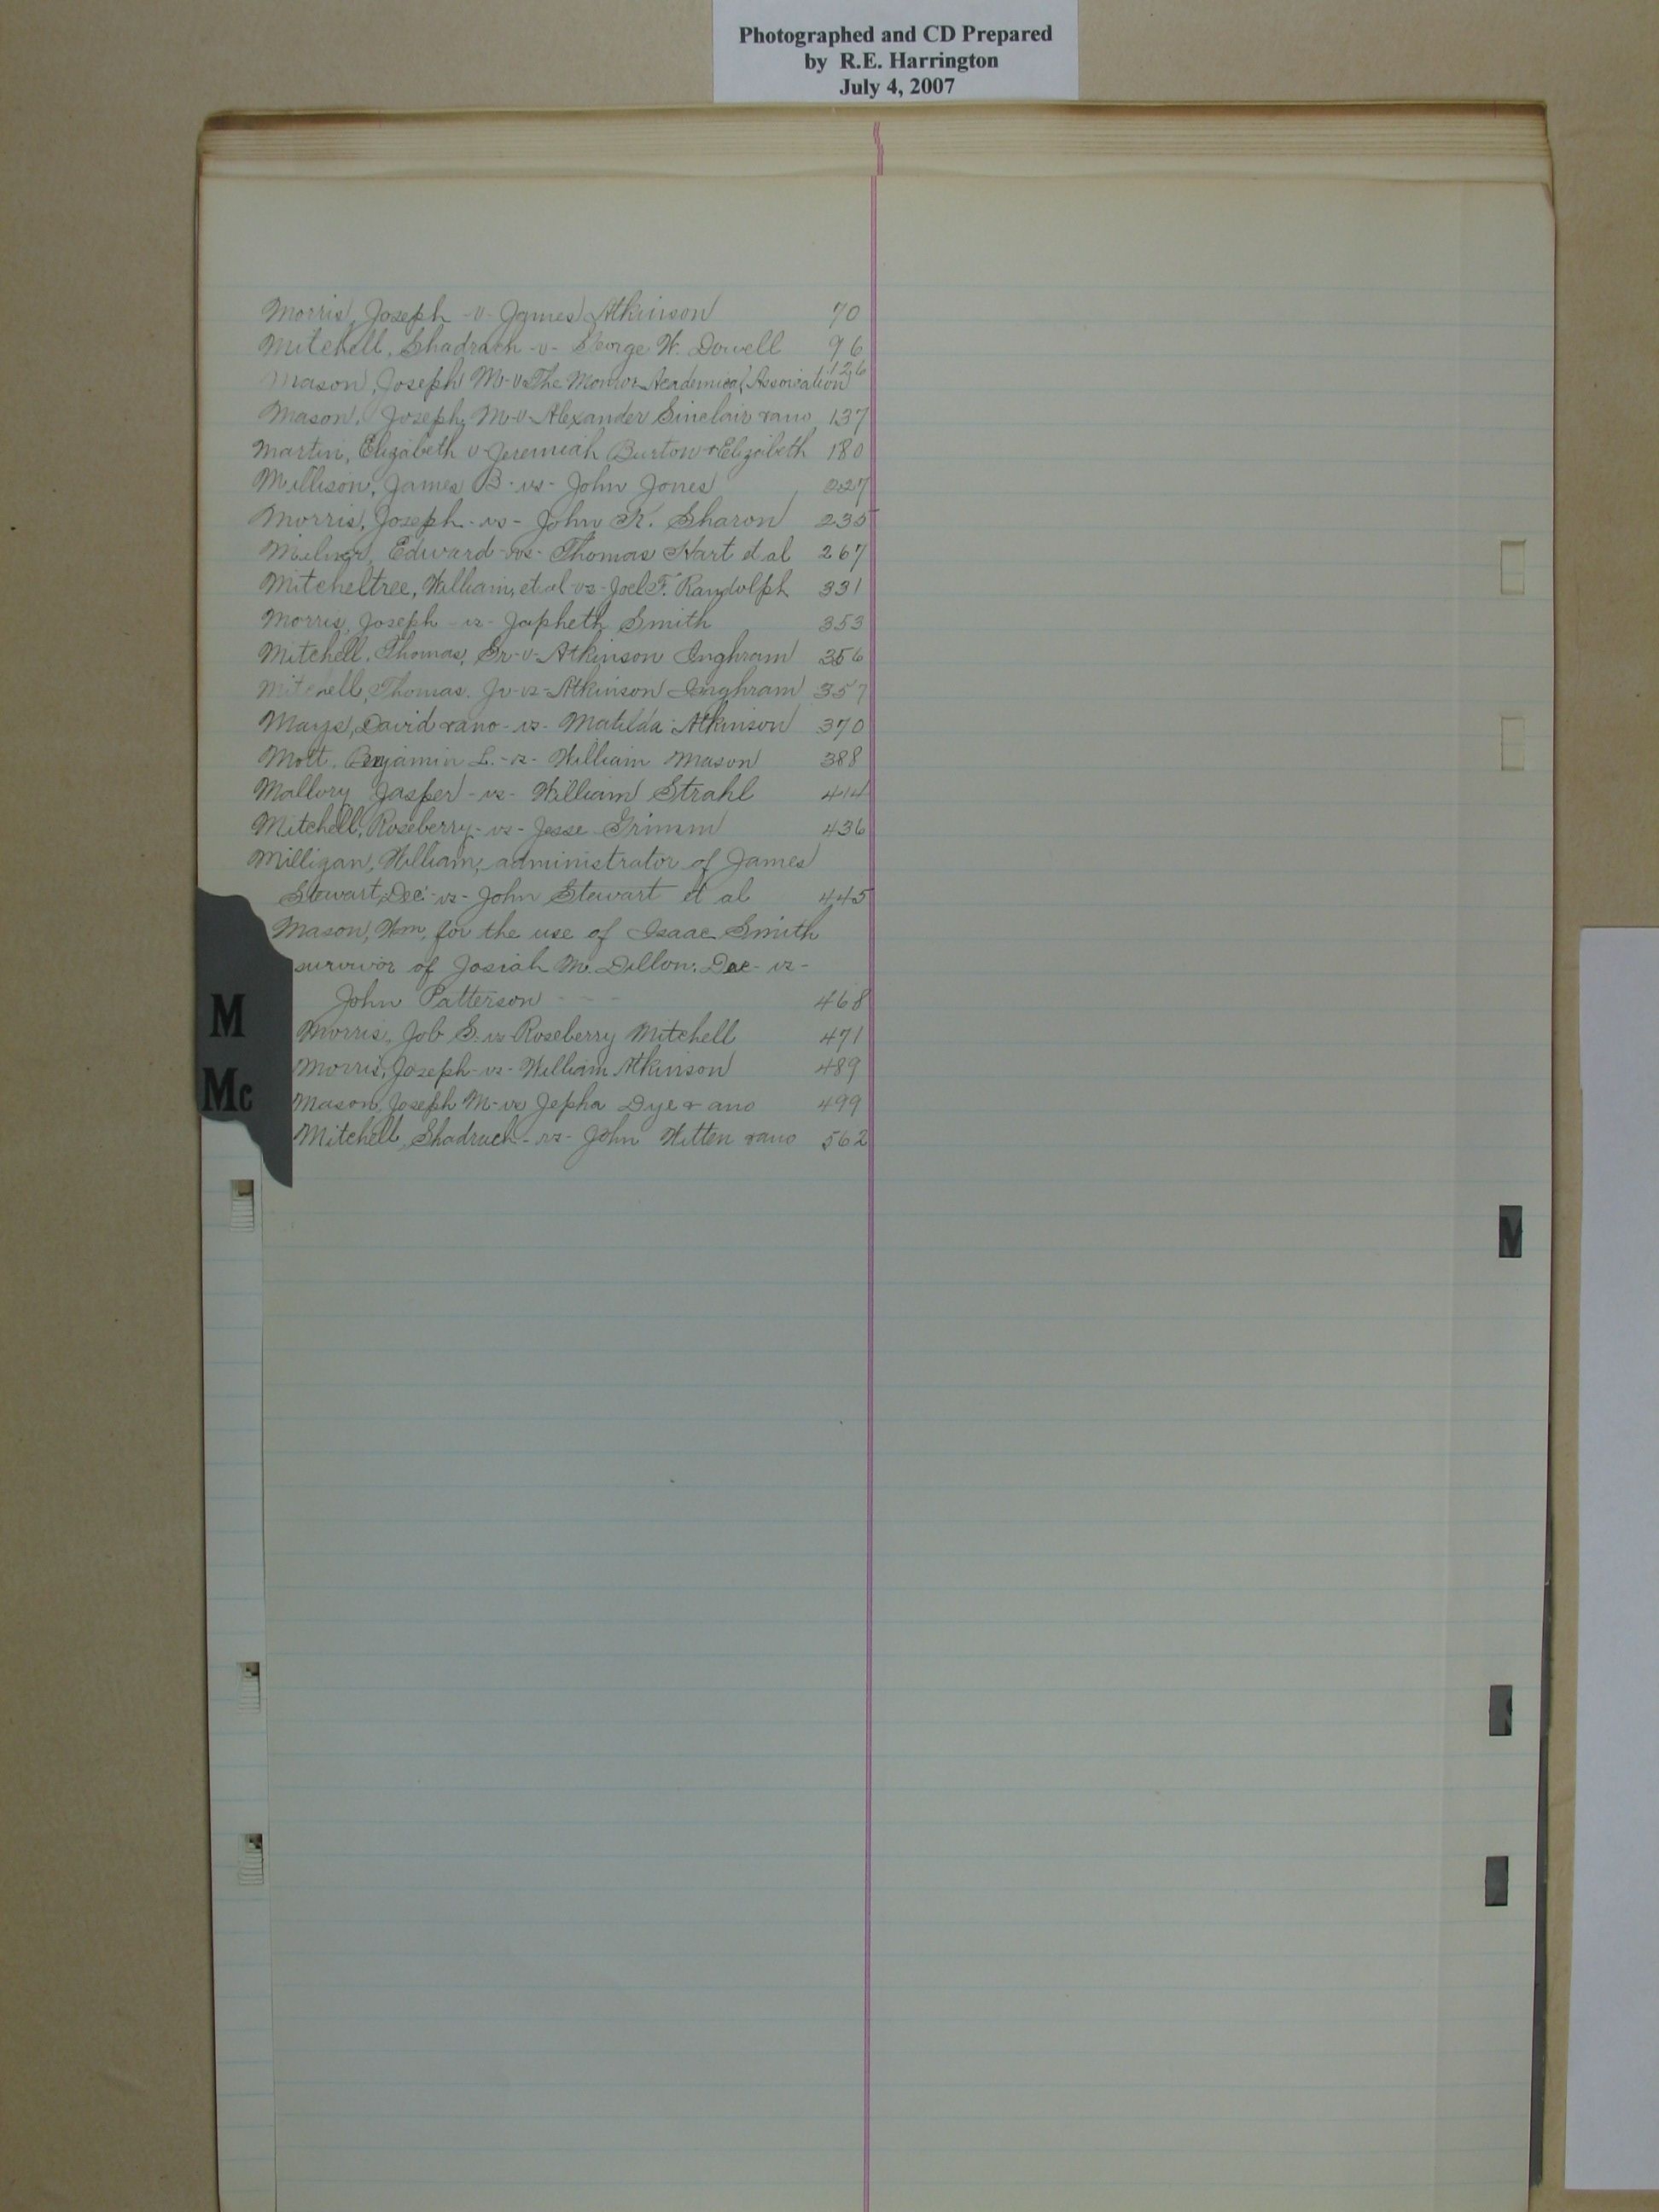 Photographed and CD Prepared
by R.E. Harrington
July 4, 2007
Morris, Joseph -v- James Atkinson 70
Mitchell, Shadrach -v- George W. Dowell 96
Mason, Joseph M -v- The Monroe Academical Association 126
Mason, Joseph M -v- Alexander Sinclair & ano 137
Martin, Elizabeth v Jeremiah Burton & Elizabeth 180
Millison, James B. -vs- John Jones 227
Morris, Joseph -vs- John K. Sharon 235
Milner, Edward -vs- Thomas Hart et al 267
Mitcheltree, William, et al -vs- Joel F. Randolph 331
Morris, Joseph -vs- Japheth Smith 353
Mitchell, Thomas, Sr -v- Atkinson Inghram 356
Mitchell, Thomas. Jr -vs- Atkinson Inghram 357
Mays, David & ano -vs- Matilda Atkinson 370
Mott, Benjamin L. -vs- William Mason 388
Mallory Jasper -vs- William Strahl 414
Mitchell, Roseberry -vs- Jesse Grimm 436
Milligan, William, administrator of James
Stewart, Dec. -vs- John Stewart et al 445
Mason, Wm, for the use of Isaac Smith
survivor of Josiah M. Dillon, Dec -vs-
John Patterson - - - 468
Morris, Job S. -vs- Roseberry Mitchell 471
Morris, Joseph -vs- William Atkinson 489
Mason, Joseph M. -vs Jepha Dye & ano 499
Mitchell, Shadrach -vs- John Witten & ano 562
M
Mc